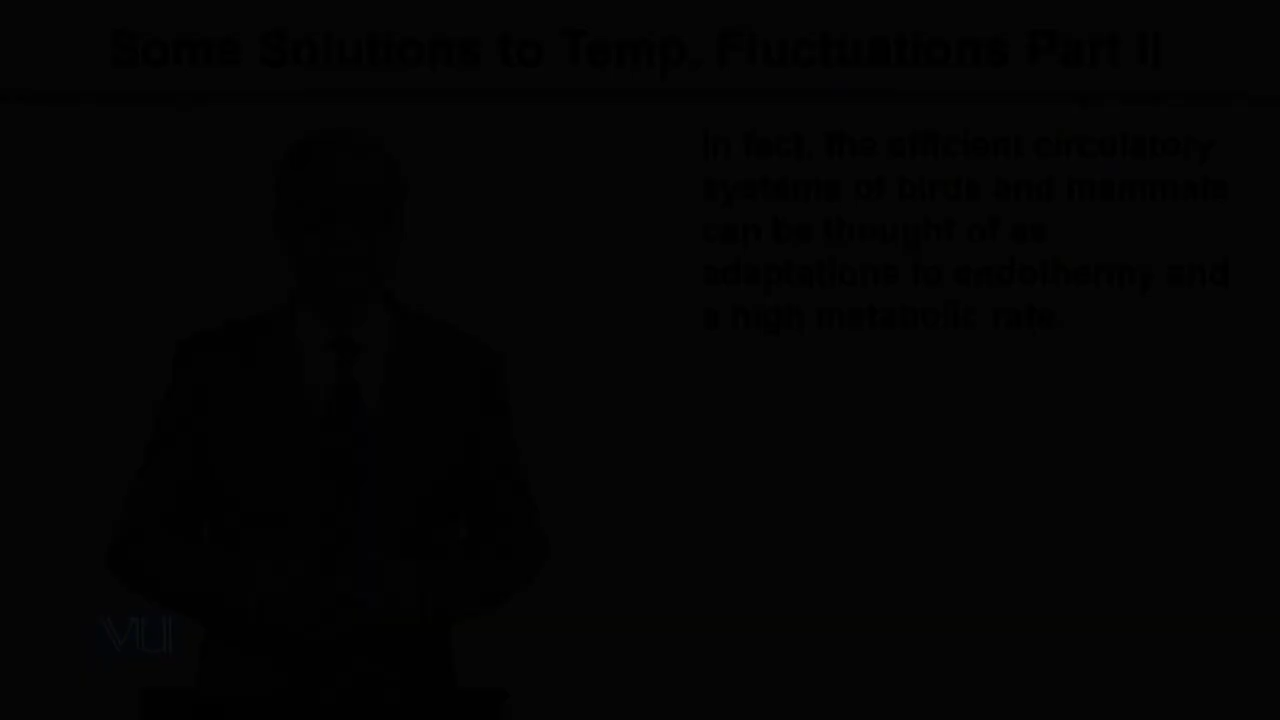 Some Solutions to Temp. Fluctuations Part II
In fact, the efficient circulatory
systems of birds and mammals
can be thought of as
adaptations to endothermy and
a high metabolic rate.
VU